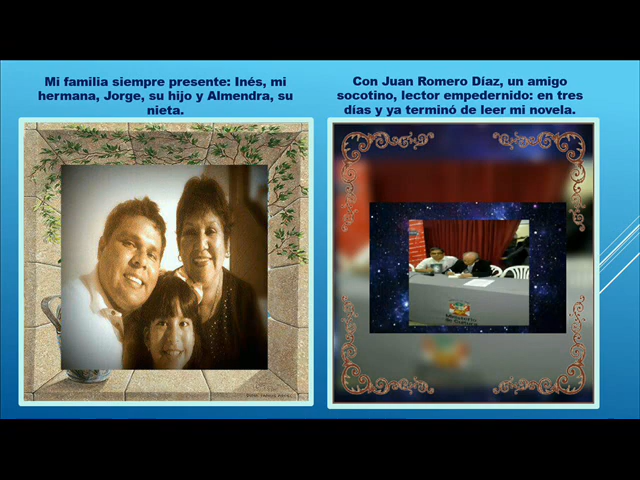 Mi familia siempre presente: Inés, mi
hermana, Jorge, su hijo y Almendra, su
nieta.
Con Juan Romero Díaz, un amigo
socotino, lector empedernido: en tres
días y ya terminó de leer mi novela.